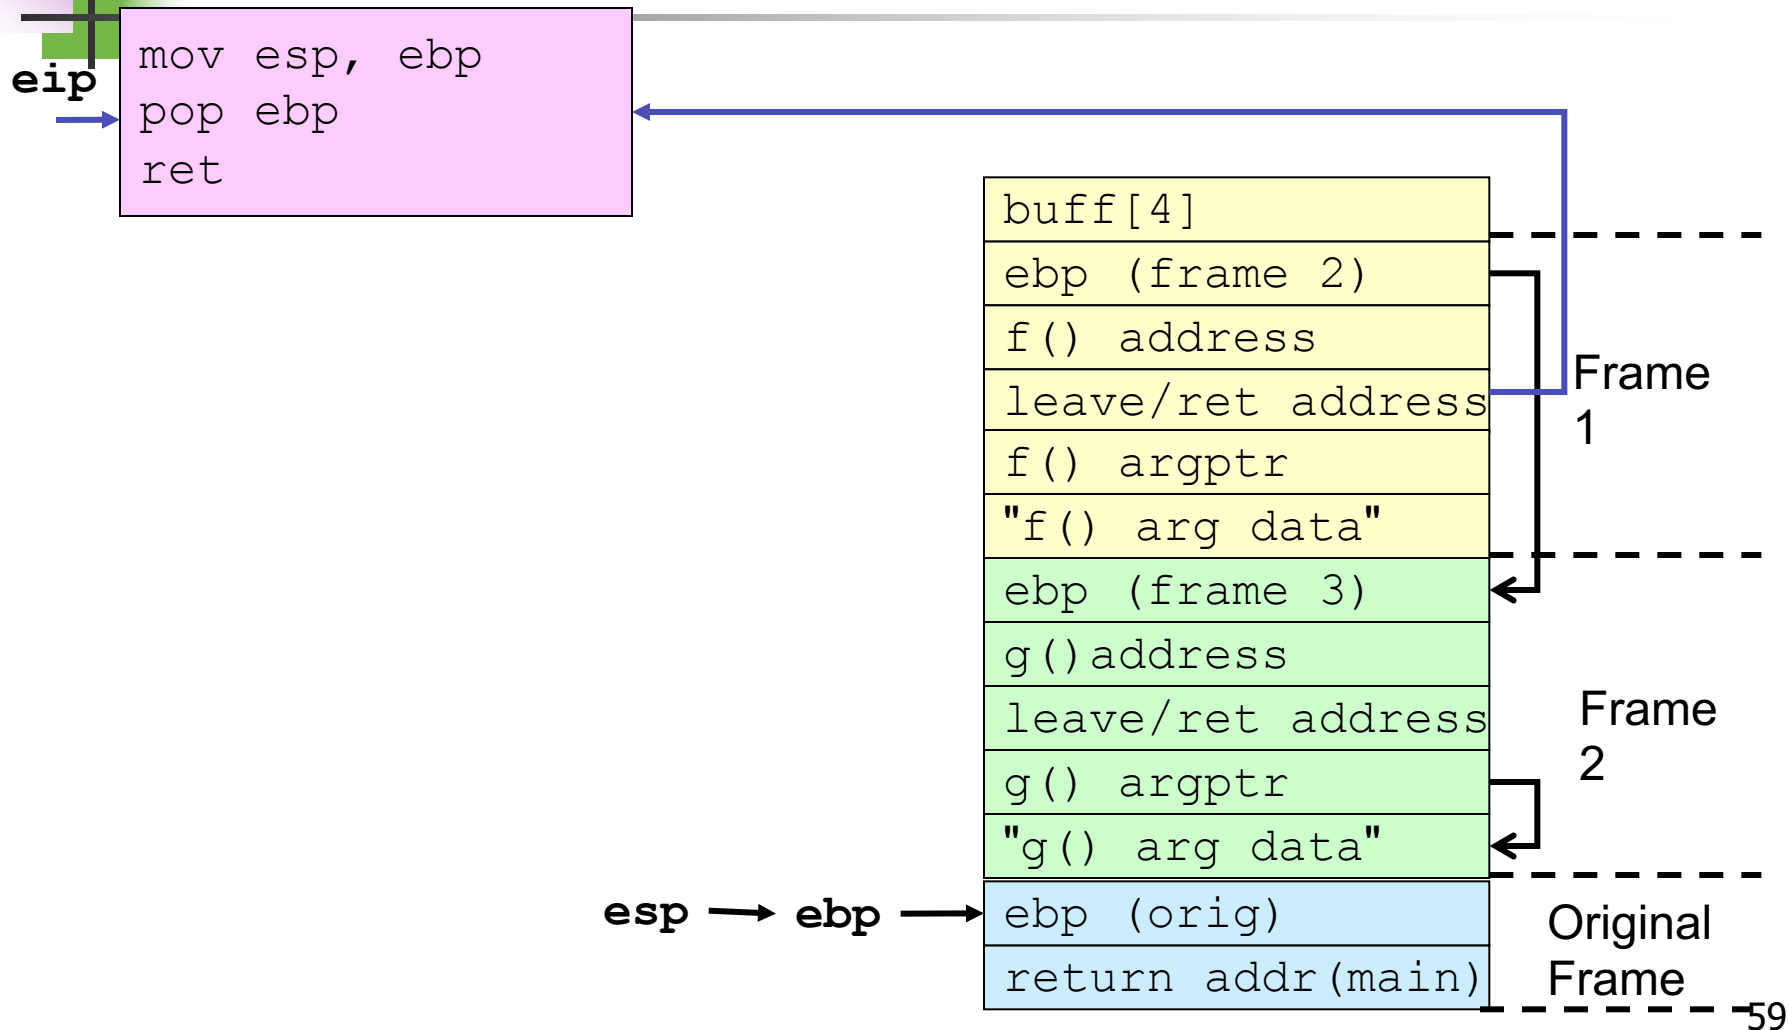 eip
mov esp, ebp
pop ebp
ret
buff[4]
ebp (frame 2)
f() address
leave/ret address
f() argptr
"f() arg data"
Frame
1
ebp (frame 3)
g()address
leave/ret address
g() argptr
"g() arg data"
Frame
2
esp
ebp
ebp (orig)
return addr(main)
Original
Frame
59